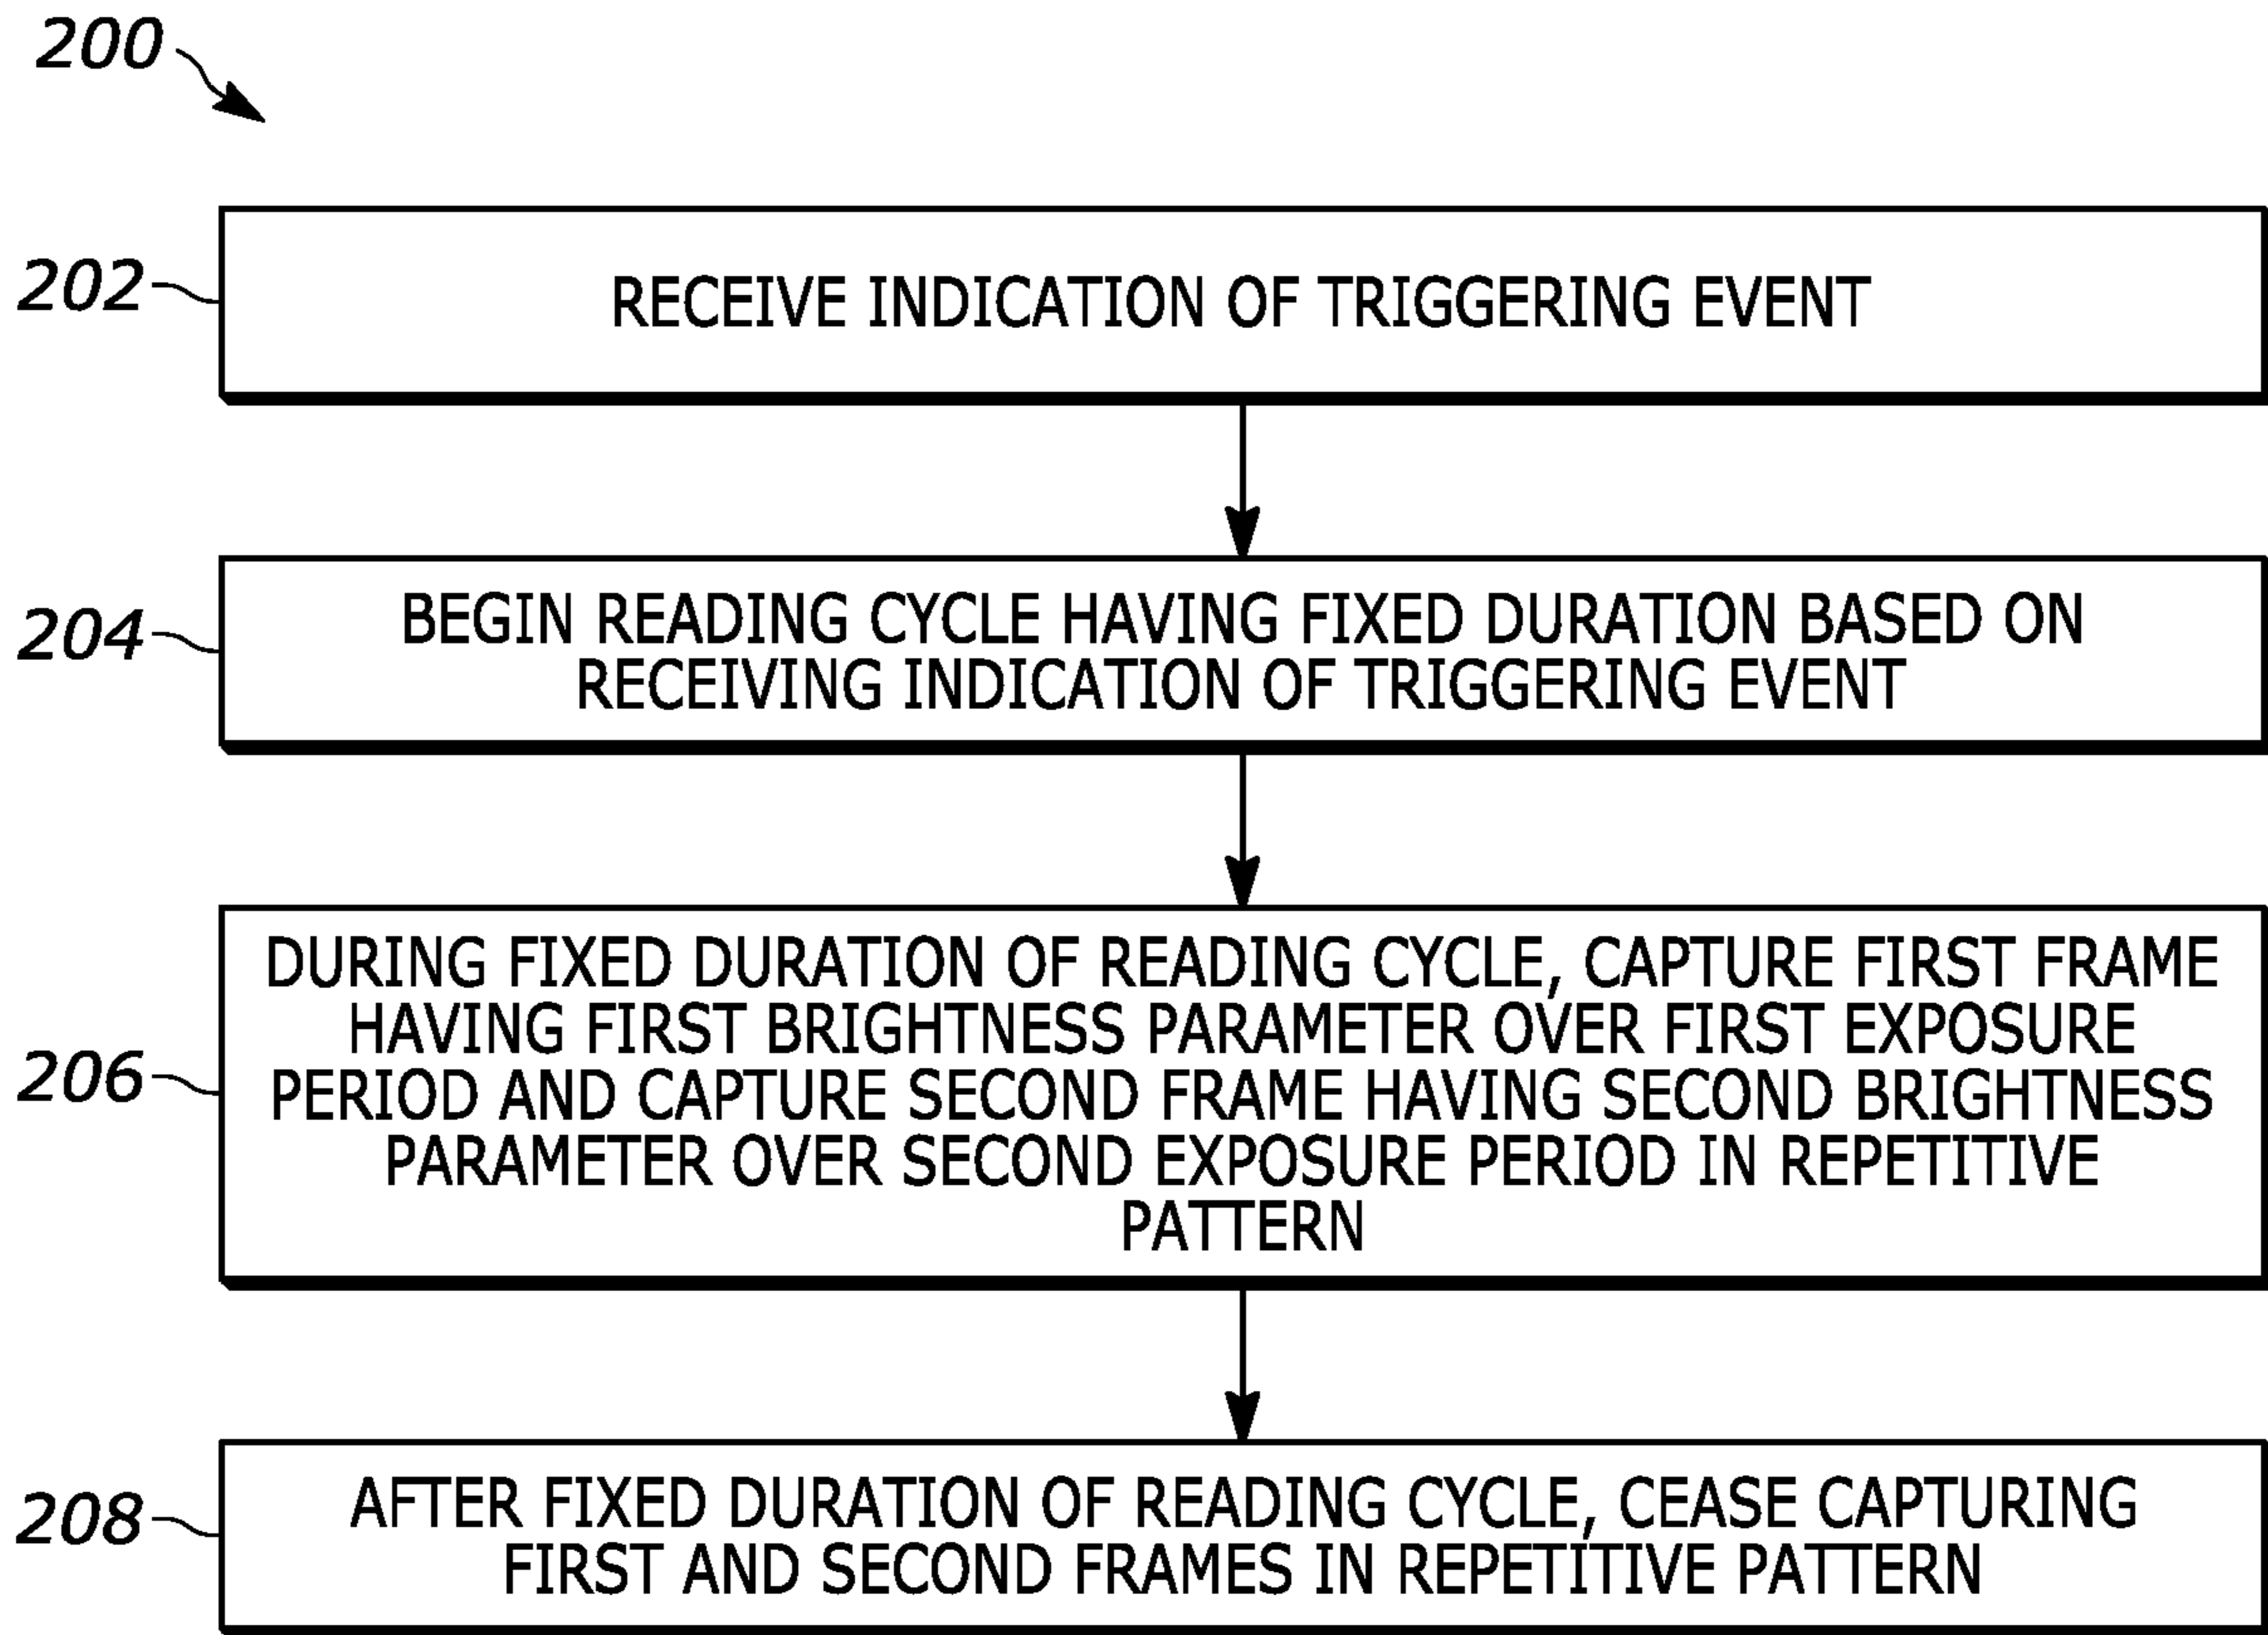 200
202
RECEIVE INDICATION OF TRIGGERING EVENT
204
BEGIN READING CYCLE HAVING FIXED DURATION BASED ON
RECEIVING INDICATION OF TRIGGERING EVENT
206
DURING FIXED DURATION OF READING CYCLE, CAPTURE FIRST FRAME
HAVING FIRST BRIGHTNESS PARAMETER OVER FIRST EXPOSURE
PERIOD AND CAPTURE SECOND FRAME HAVING SECOND BRIGHTNESS
PARAMETER OVER SECOND EXPOSURE PERIOD IN REPETITIVE
PATTERN
208
AFTER FIXED DURATION OF READING CYCLE, CEASE CAPTURING
FIRST AND SECOND FRAMES IN REPETITIVE PATTERN